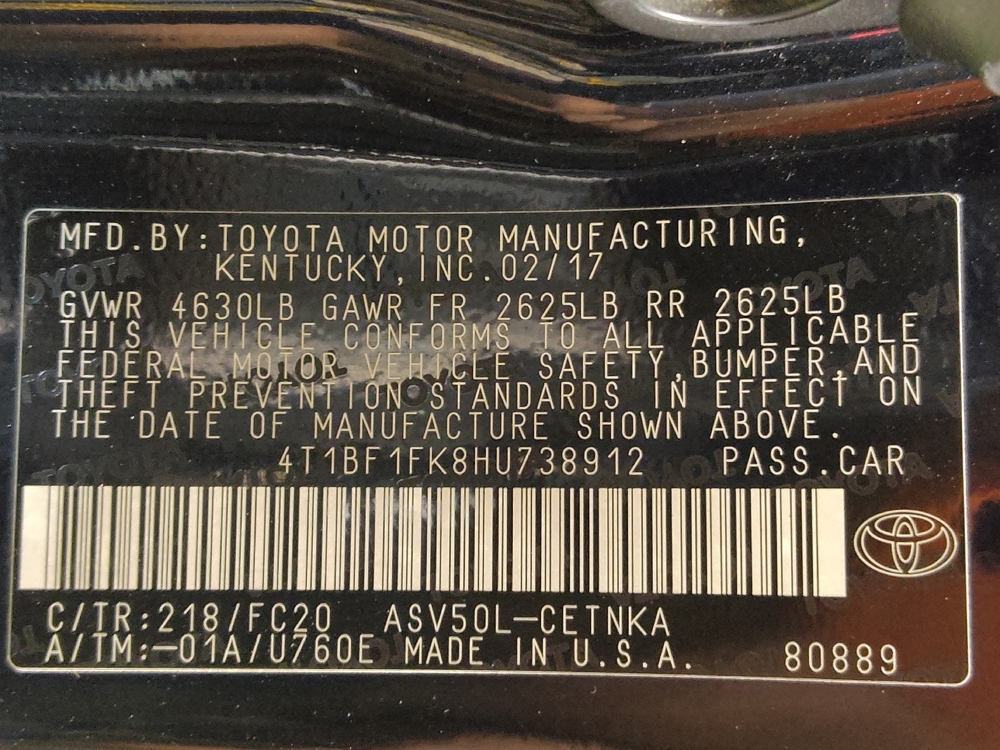 MFD.BY:TOYOTA MOTOR MANUFACTURING,
KENTUCKY,INC.02/17
GVWR 4630LB GAWR FR 2625LB RR 2625LB
THIS VEHICLE CONFORMS TO ALL APPLICABLE
FEDERAL MOTOR VEHICLE SAFETY,BUMPER,AND
THEFT PREVENTION STANDARDS IN EFFECT ON
THE DATE OF MANUFACTURE SHOWN ABOVE.
4T1BF1FK8HU738912 PASS.CAR
C/TR:218/FC20 ASV50L-CETNKA
A/TM:-01A/U760E MADE IN U.S.A. 80889